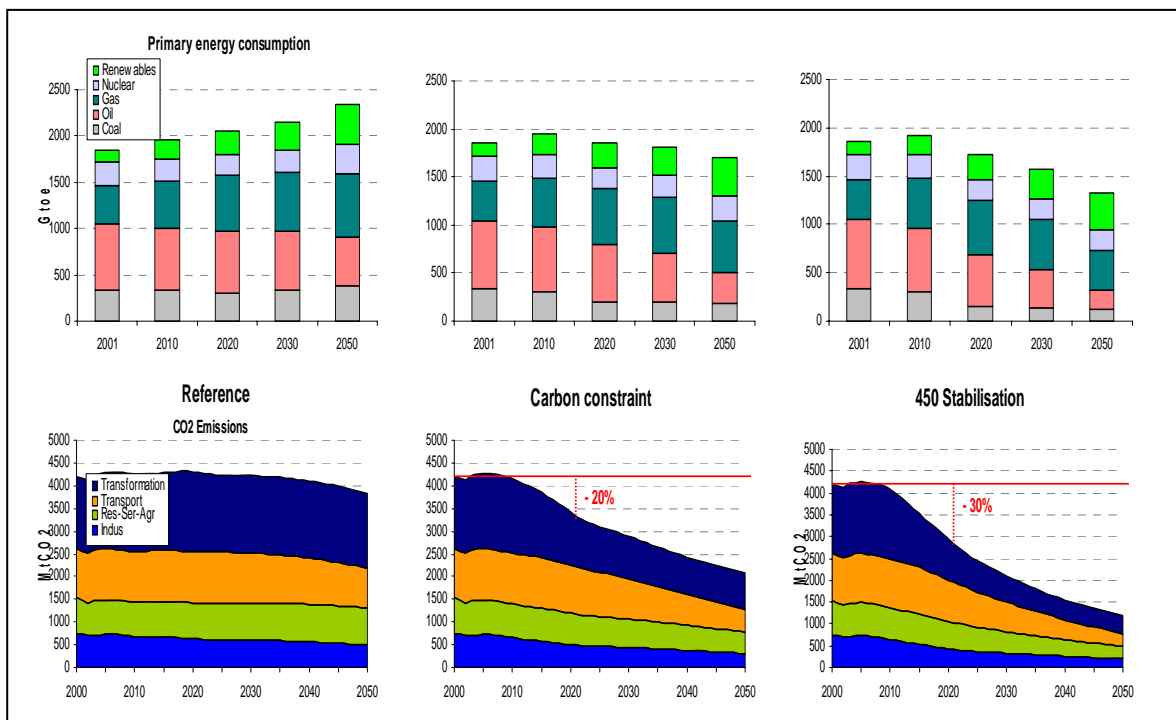 Primary energy consumption
Renewables
Nuclear
Gas
Oil
Coal
Gtoe
2500
2000
1500
1000
500
0
2001 2010 2020 2030 2050
2500
2000
1500
1000
500
0
2001 2010 2020 2030 2050
2500
2000
1500
1000
500
0
2001 2010 2020 2030 2050
Reference
Carbon constraint
450 Stabilisation
CO2 Emissions
Transformation
Transport
Res-Ser-Agr
Indus
MtCO2
5000
4500
4000
3500
3000
2500
2000
1500
1000
500
0
2000 2010 2020 2030 2040 2050
5000
4500
4000
3500
3000
2500
2000
1500
1000
500
0
- 20%
2000 2010 2020 2030 2040 2050
MtCO2
5000
4500
4000
3500
3000
2500
2000
1500
1000
500
0
- 30%
2000 2010 2020 2030 2040 2050